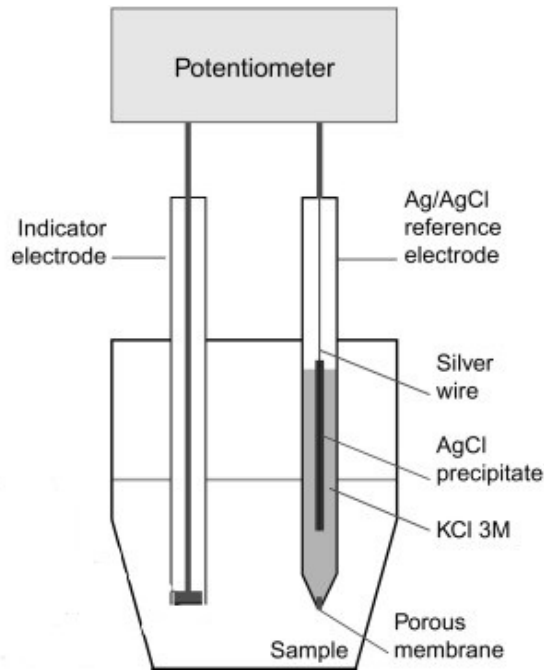 Potentiometer
Indicator
electrode
Ag/AgCl
reference
electrode
Silver
wire
AgCl
precipitate
KCl 3M
Porous
membrane
Sample